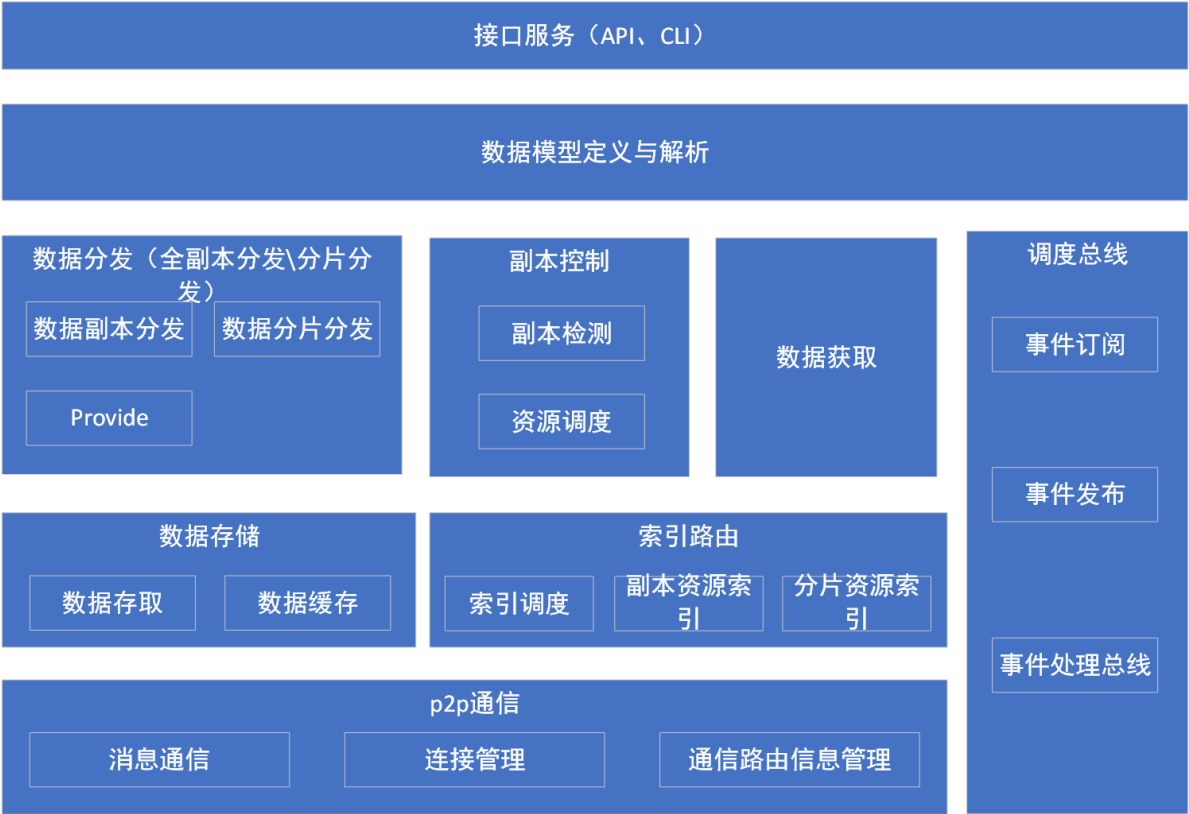 接口服务（API、CLI）
数据模型定义与解析
数据分发（全副本分发\分片分
发）
数据副本分发
数据分片分发
Provide
副本控制
副本检测
资源调度
数据获取
调度总线
事件订阅
事件发布
事件处理总线
数据存储
数据存取
数据缓存
索引路由
索引调度
副本资源索
引
分片资源索
引
p2p通信
消息通信
连接管理
通信路由信息管理